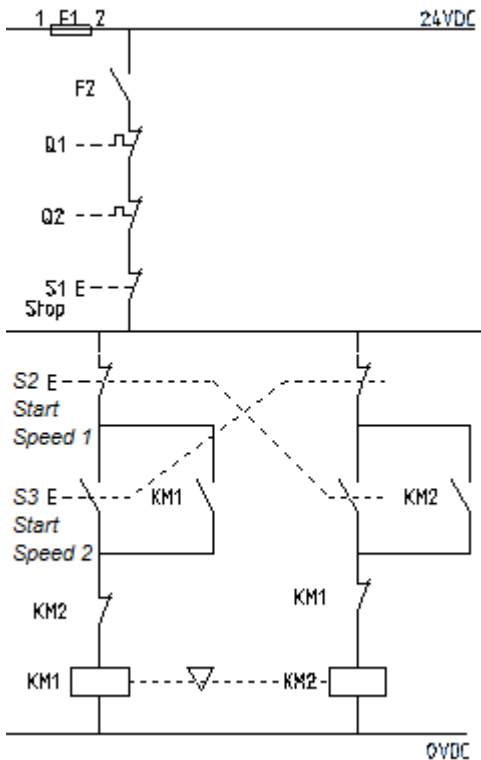 1 F1 2 24VDC
F2
Q1
Q2
S1 E
Stop
S2 E
Start
Speed 1
S3 E KM1 KM2
Start
Speed 2
KM2 KM1
KM1 KM2
0VDC